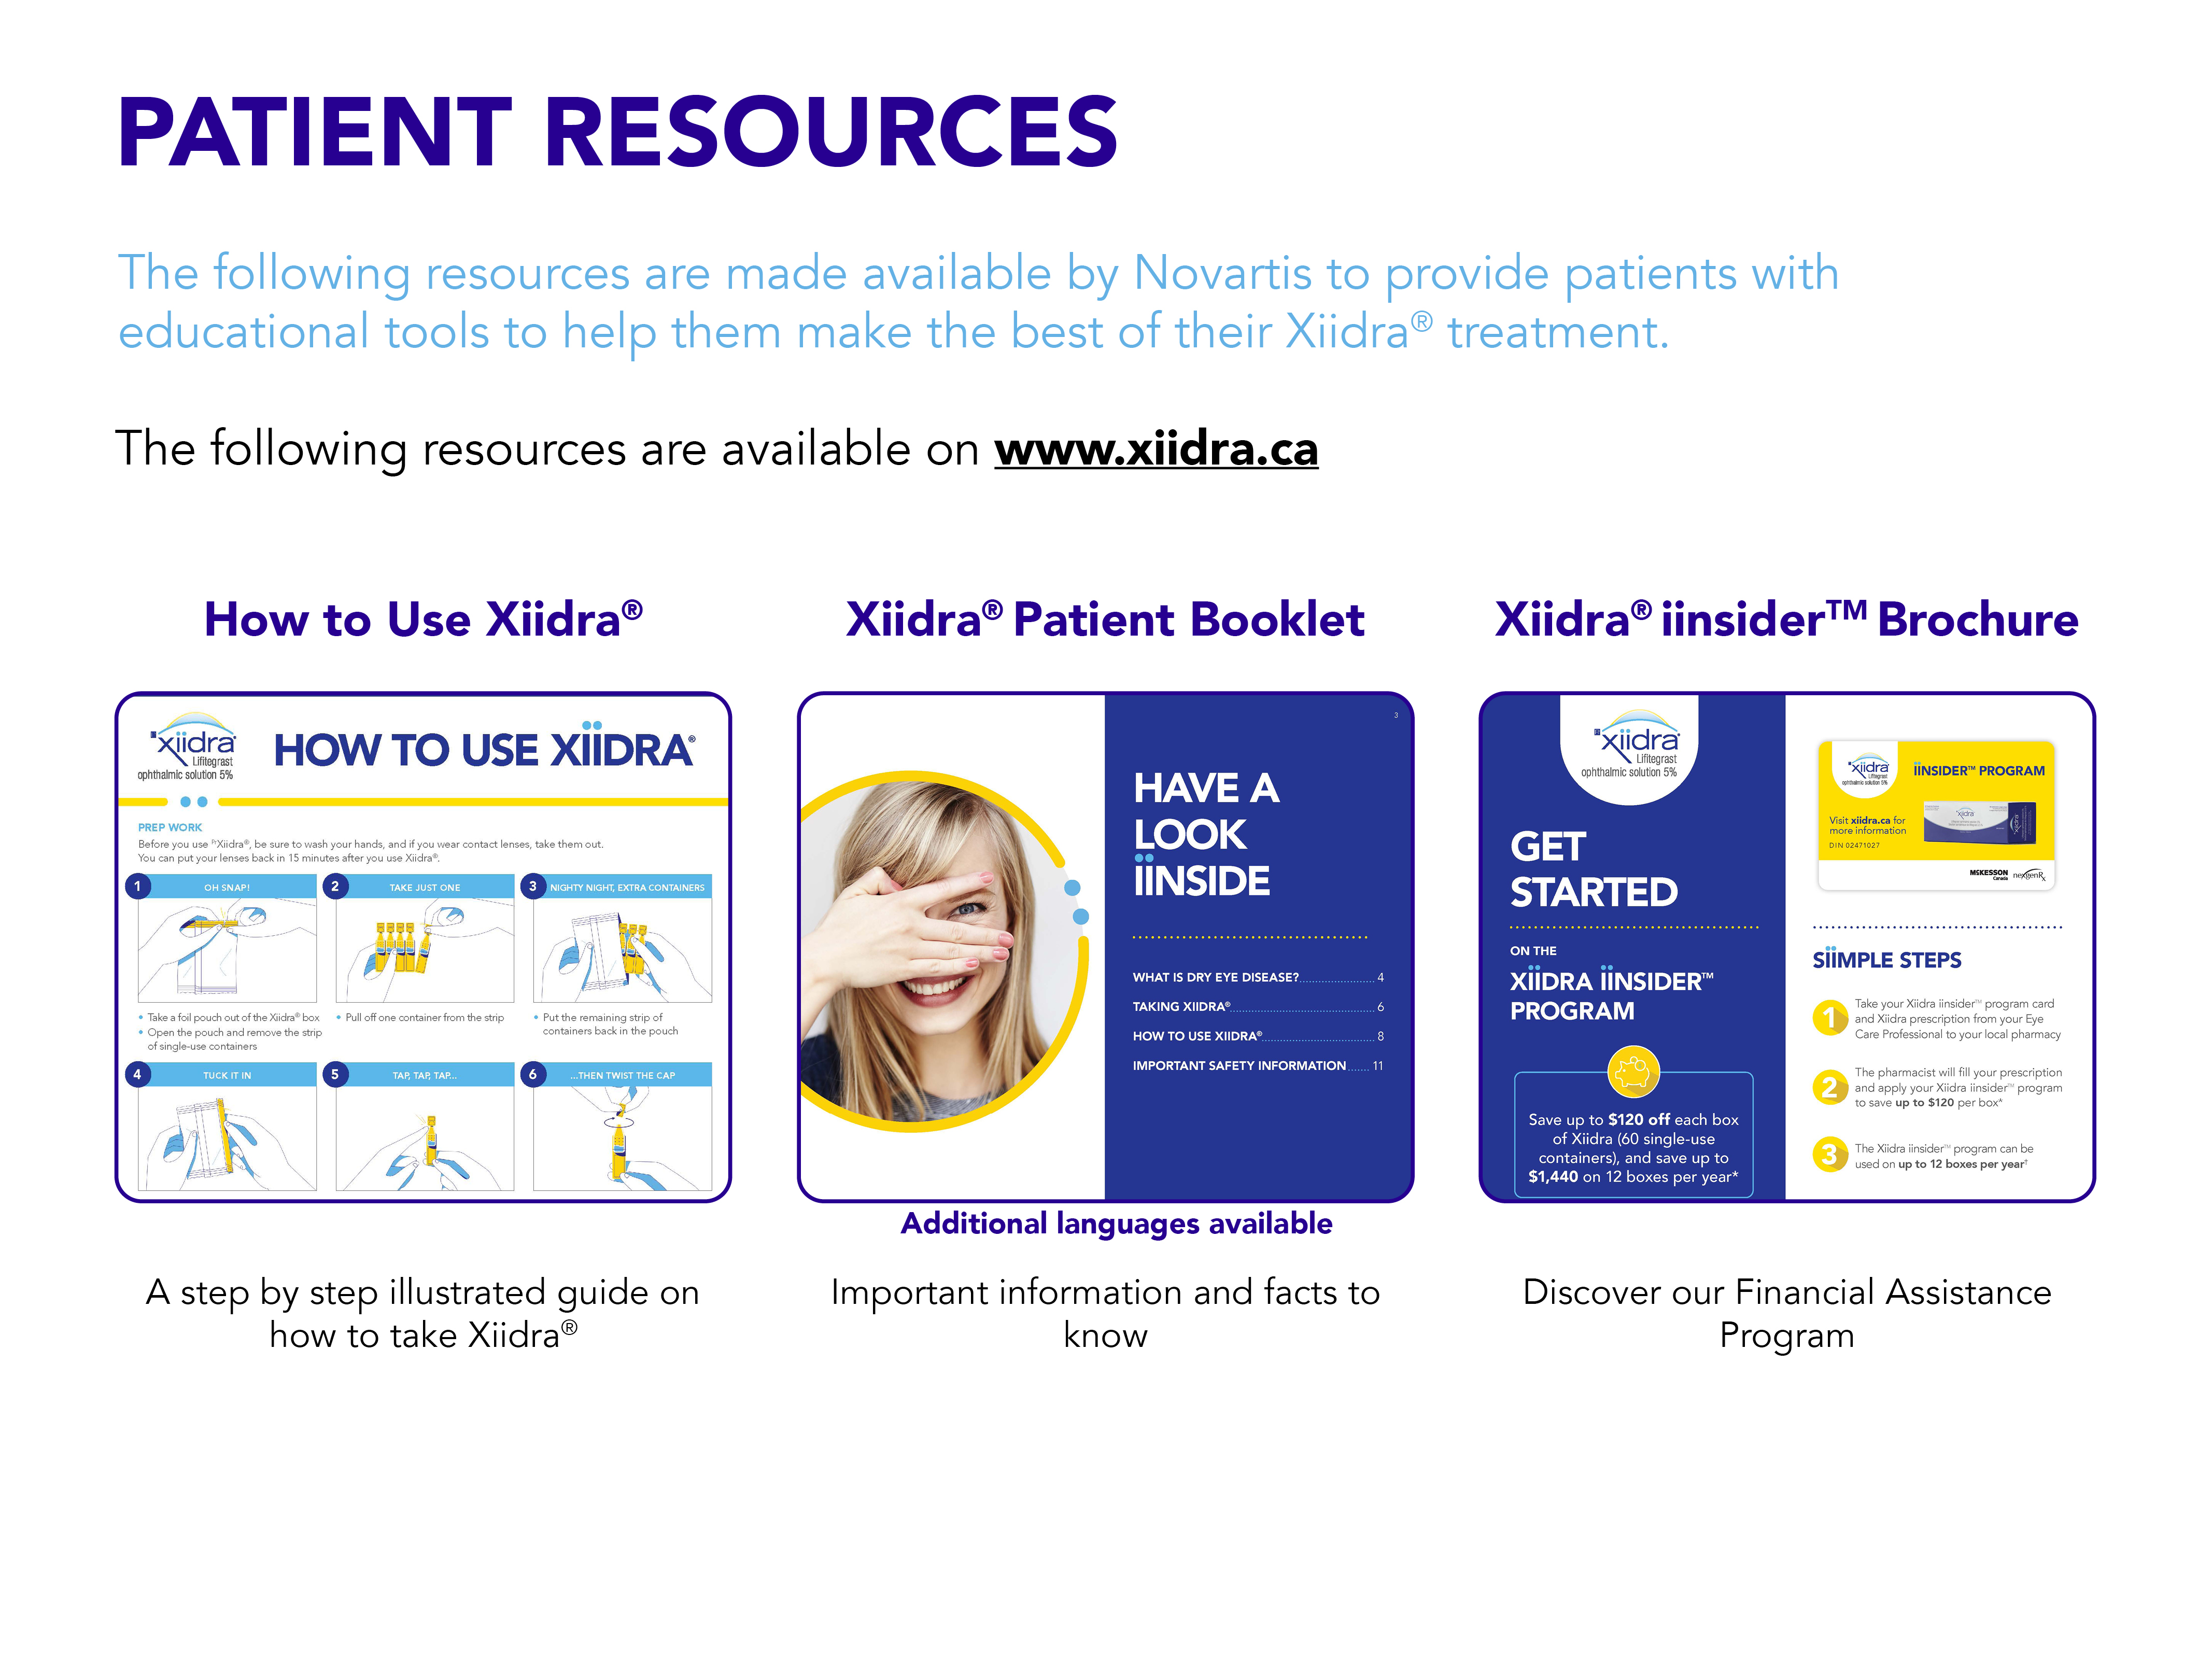 PATIENT RESOURCES
The following resources are made available by Novartis to provide patients with
educational tools to help them make the best of their Xiidra® treatment.
The following resources are available on www.xiidra.ca
How to Use Xiidra®
xiidra®
Lifitegrast
ophthalmic solution 5%
HOW TO USE XIIDRA®
PREP WORK
Before you use PrXiidra®, be sure to wash your hands, and if you wear contact lenses, take them out.
You can put your lenses back in 15 minutes after you use Xiidra®.
1 OH SNAP!
• Take a foil pouch out of the Xiidra® box
• Open the pouch and remove the strip
of single-use containers
2 TAKE JUST ONE
• Pull off one container from the strip
3 NIGHTY NIGHT, EXTRA CONTAINERS
• Put the remaining strip of
containers back in the pouch
4 TUCK IT IN
5 TAP, TAP, TAP...
6 ...THEN TWIST THE CAP
A step by step illustrated guide on
how to take Xiidra®
Xiidra® Patient Booklet
3
HAVE A
LOOK
ïïNSIDE
WHAT IS DRY EYE DISEASE?........................ 4
TAKING XIIDRA®............................................. 6
HOW TO USE XIIDRA®................................... 8
IMPORTANT SAFETY INFORMATION....... 11
Additional languages available
Important information and facts to
know
Xiidra® iinsider™ Brochure
xiidra®
Lifitegrast
ophthalmic solution 5%
GET
STARTED
ON THE
XïïDRA ïïNSIDER™
PROGRAM
Save up to $120 off each box
of Xiidra (60 single-use
containers), and save up to
$1,440 on 12 boxes per year*
xiidra®
Lifitegrast
ophthalmic solution 5%
ïïNSIDER™ PROGRAM
Visit xiidra.ca for
more information
DIN 02471027
xiidra
MCKESSON
Canada
nexgenRx
SïïMPLE STEPS
1 Take your Xiidra iinsider™ program card
and Xiidra prescription from your Eye
Care Professional to your local pharmacy
2 The pharmacist will fill your prescription
and apply your Xiidra iinsider™ program
to save up to $120 per box*
3 The Xiidra iinsider™ program can be
used on up to 12 boxes per year†
Discover our Financial Assistance
Program